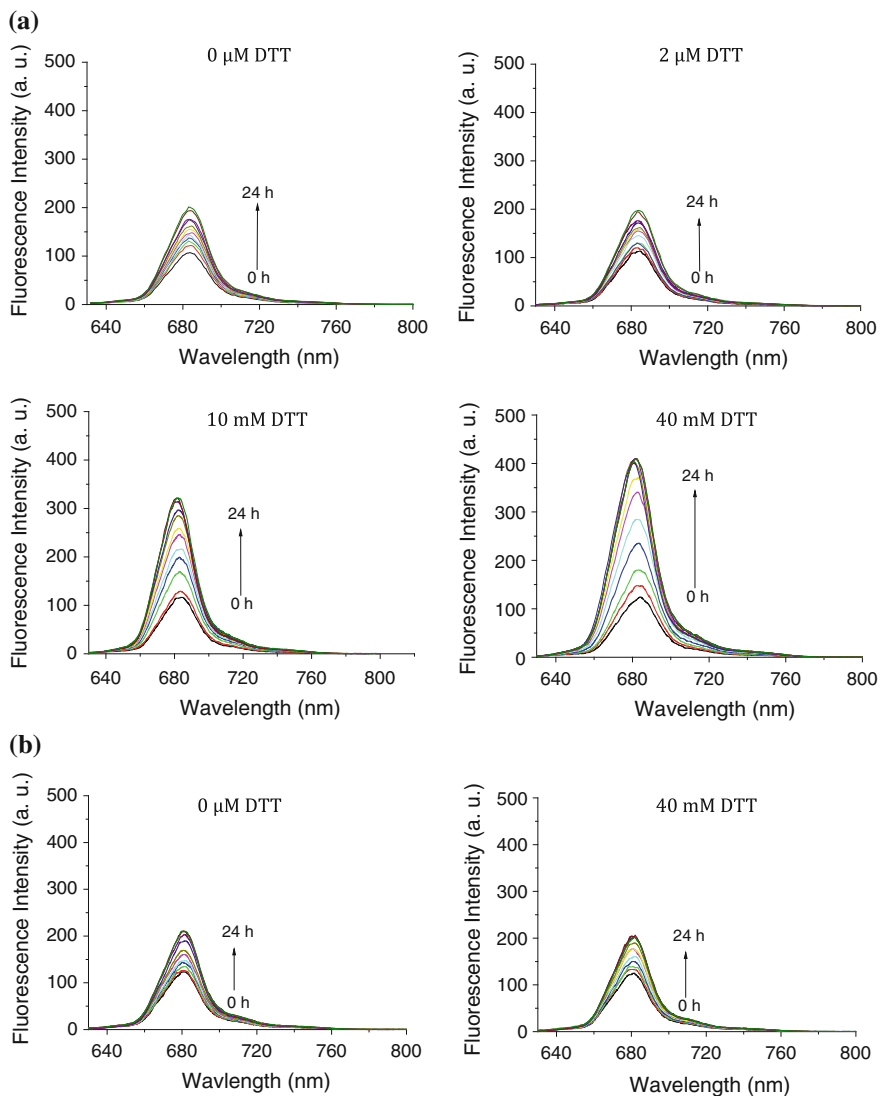 (a)
0 μM DTT
Fluorescence Intensity (a. u.)
500
400
300
200
100
0
24 h
0 h
640 680 720 760 800
Wavelength (nm)
2 μM DTT
Fluorescence Intensity (a. u.)
500
400
300
200
100
0
24 h
0 h
640 680 720 760 800
Wavelength (nm)
10 mM DTT
Fluorescence Intensity (a. u.)
500
400
300
200
100
0
24 h
0 h
640 680 720 760 800
Wavelength (nm)
40 mM DTT
Fluorescence Intensity (a. u.)
500
400
300
200
100
0
24 h
0 h
640 680 720 760 800
Wavelength (nm)
(b)
0 μM DTT
Fluorescence Intensity (a. u.)
500
400
300
200
100
0
24 h
0 h
640 680 720 760 800
Wavelength (nm)
40 mM DTT
Fluorescence Intensity (a. u.)
500
400
300
200
100
0
24 h
0 h
640 680 720 760 800
Wavelength (nm)